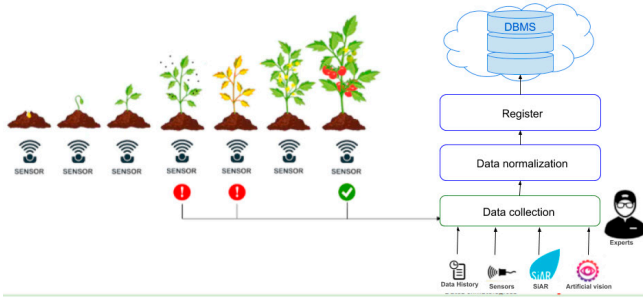 DBMS
Register
Data normalization
SENSOR
SENSOR
SENSOR
SENSOR
SENSOR
SENSOR
SENSOR
Data collection
Experts
SiAR
Data History
Sensors
SiAR
Artificial vision